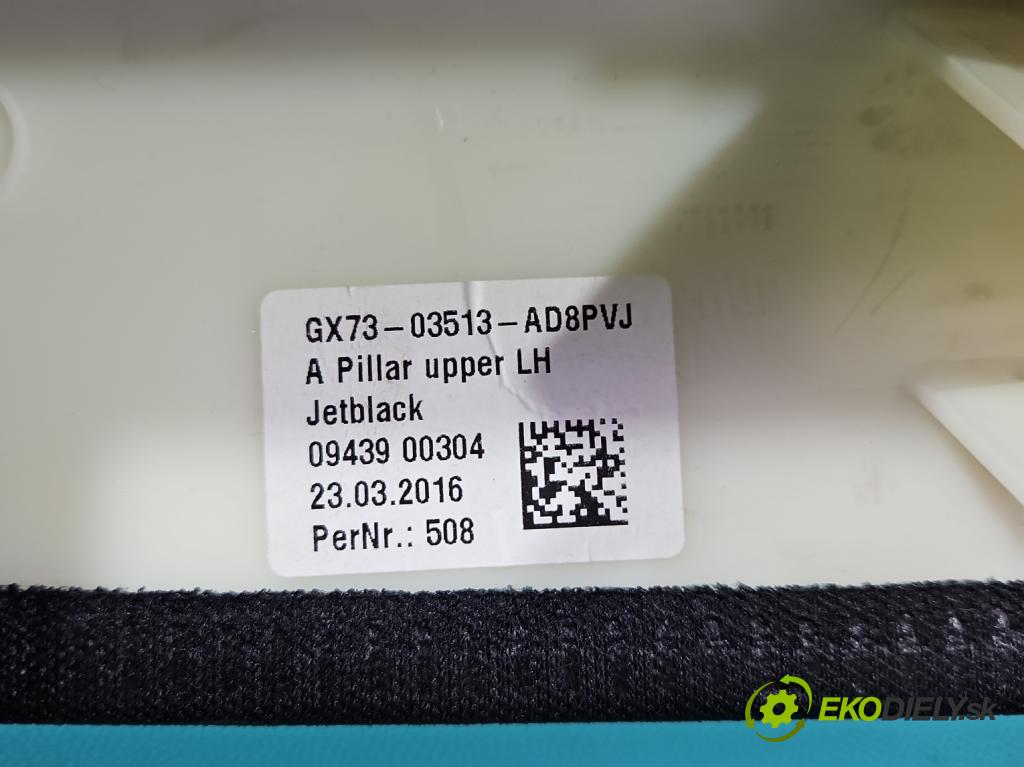 GX73-03513-AD8PVJ
A Pillar upper LH
Jetblack
09439 00304
23.03.2016
PerNr.: 508
EKODIELY.sk